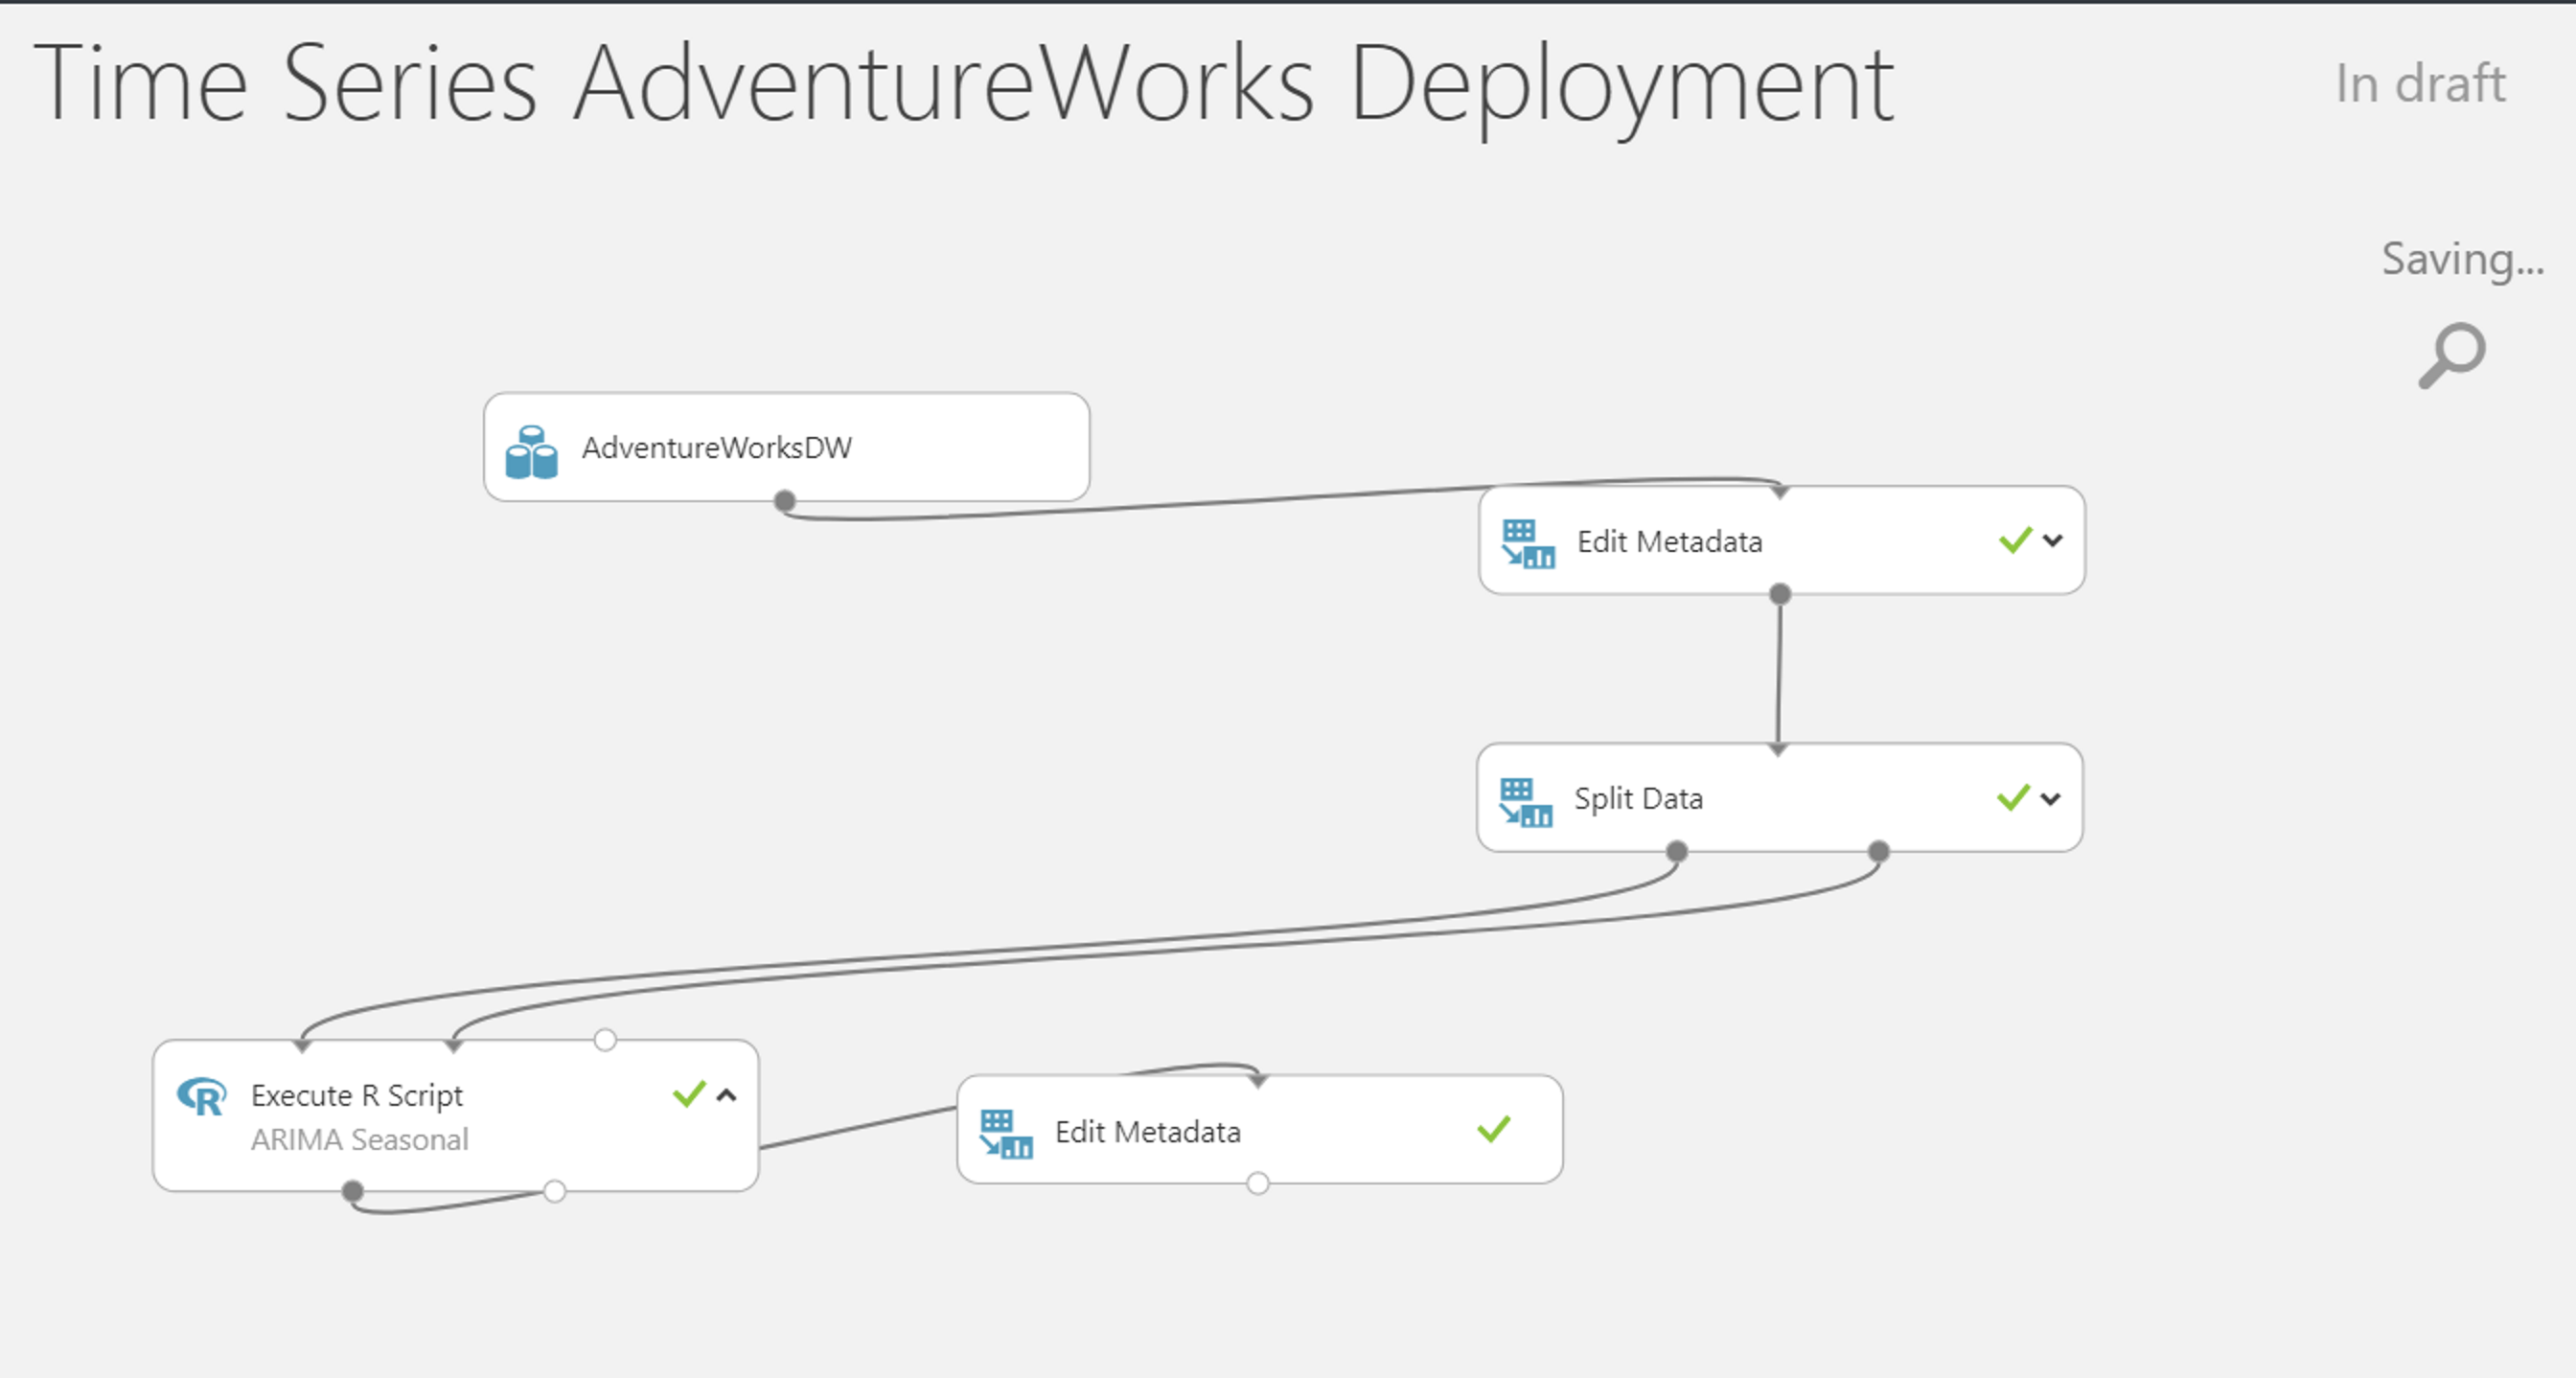 Time Series AdventureWorks Deployment
In draft
Saving...
AdventureWorksDW
Edit Metadata
Split Data
Execute R Script
ARIMA Seasonal
Edit Metadata